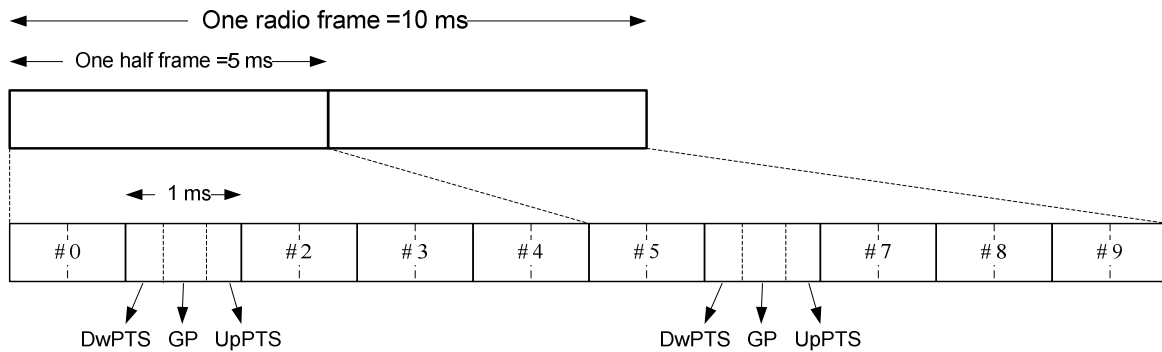 One radio frame =10 ms
One half frame =5 ms
1 ms
#0 #2 #3 #4 #5 #7 #8 #9
DwPTS GP UpPTS DwPTS GP UpPTS